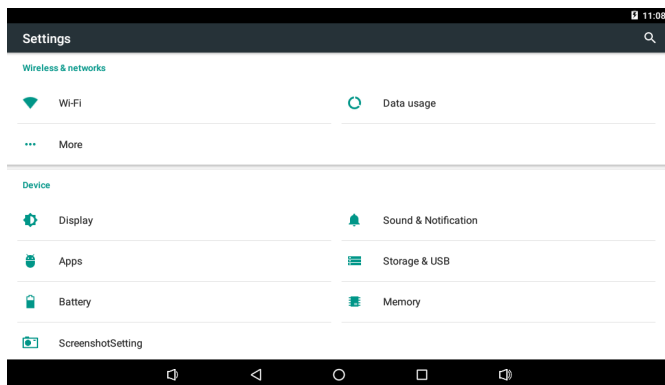 11:08
Settings
Wireless & networks
Wi-Fi
Data usage
More
Device
Display
Sound & Notification
Apps
Storage & USB
Battery
Memory
ScreenshotSetting